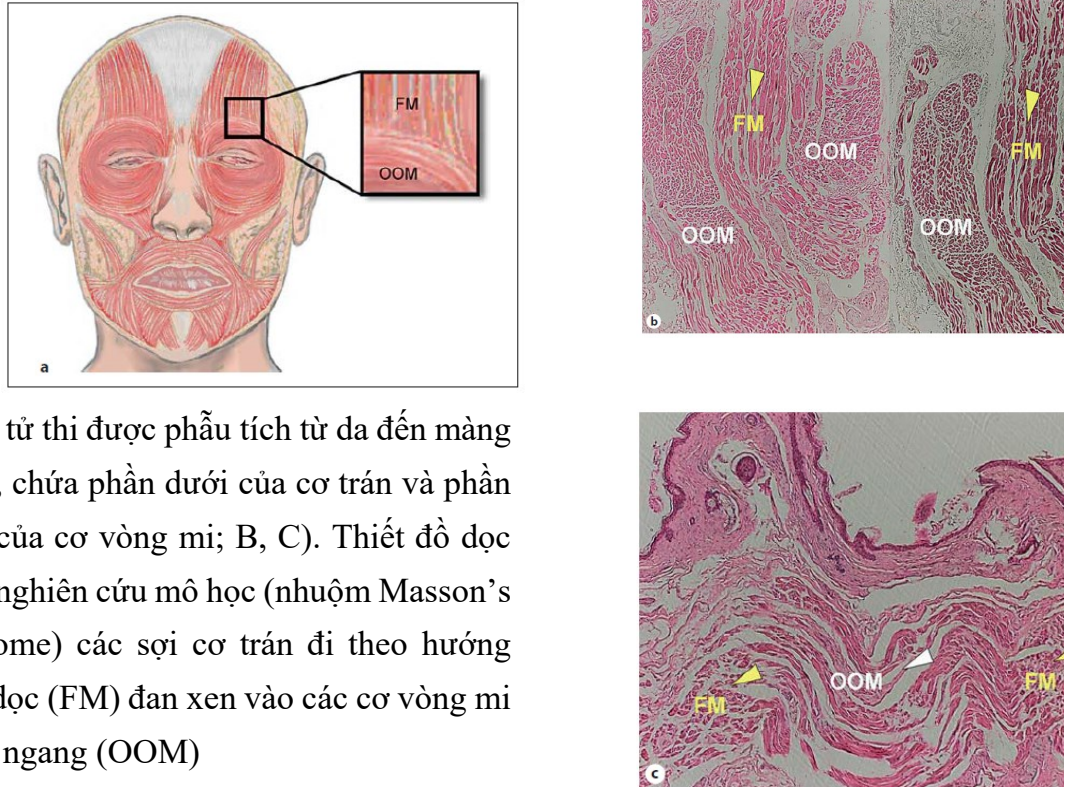 FM
OOM
a
FM
OOM
FM
OOM
OOM
b
tử thi được phẫu tích từ da đến màng
, chứa phần dưới của cơ trán và phần
của cơ vòng mi; B, C). Thiết đồ dọc
nghiên cứu mô học (nhuộm Masson’s
ome) các sợi cơ trán đi theo hướng
dọc (FM) đan xen vào các cơ vòng mi
ngang (OOM)
OOM
FM
FM
c